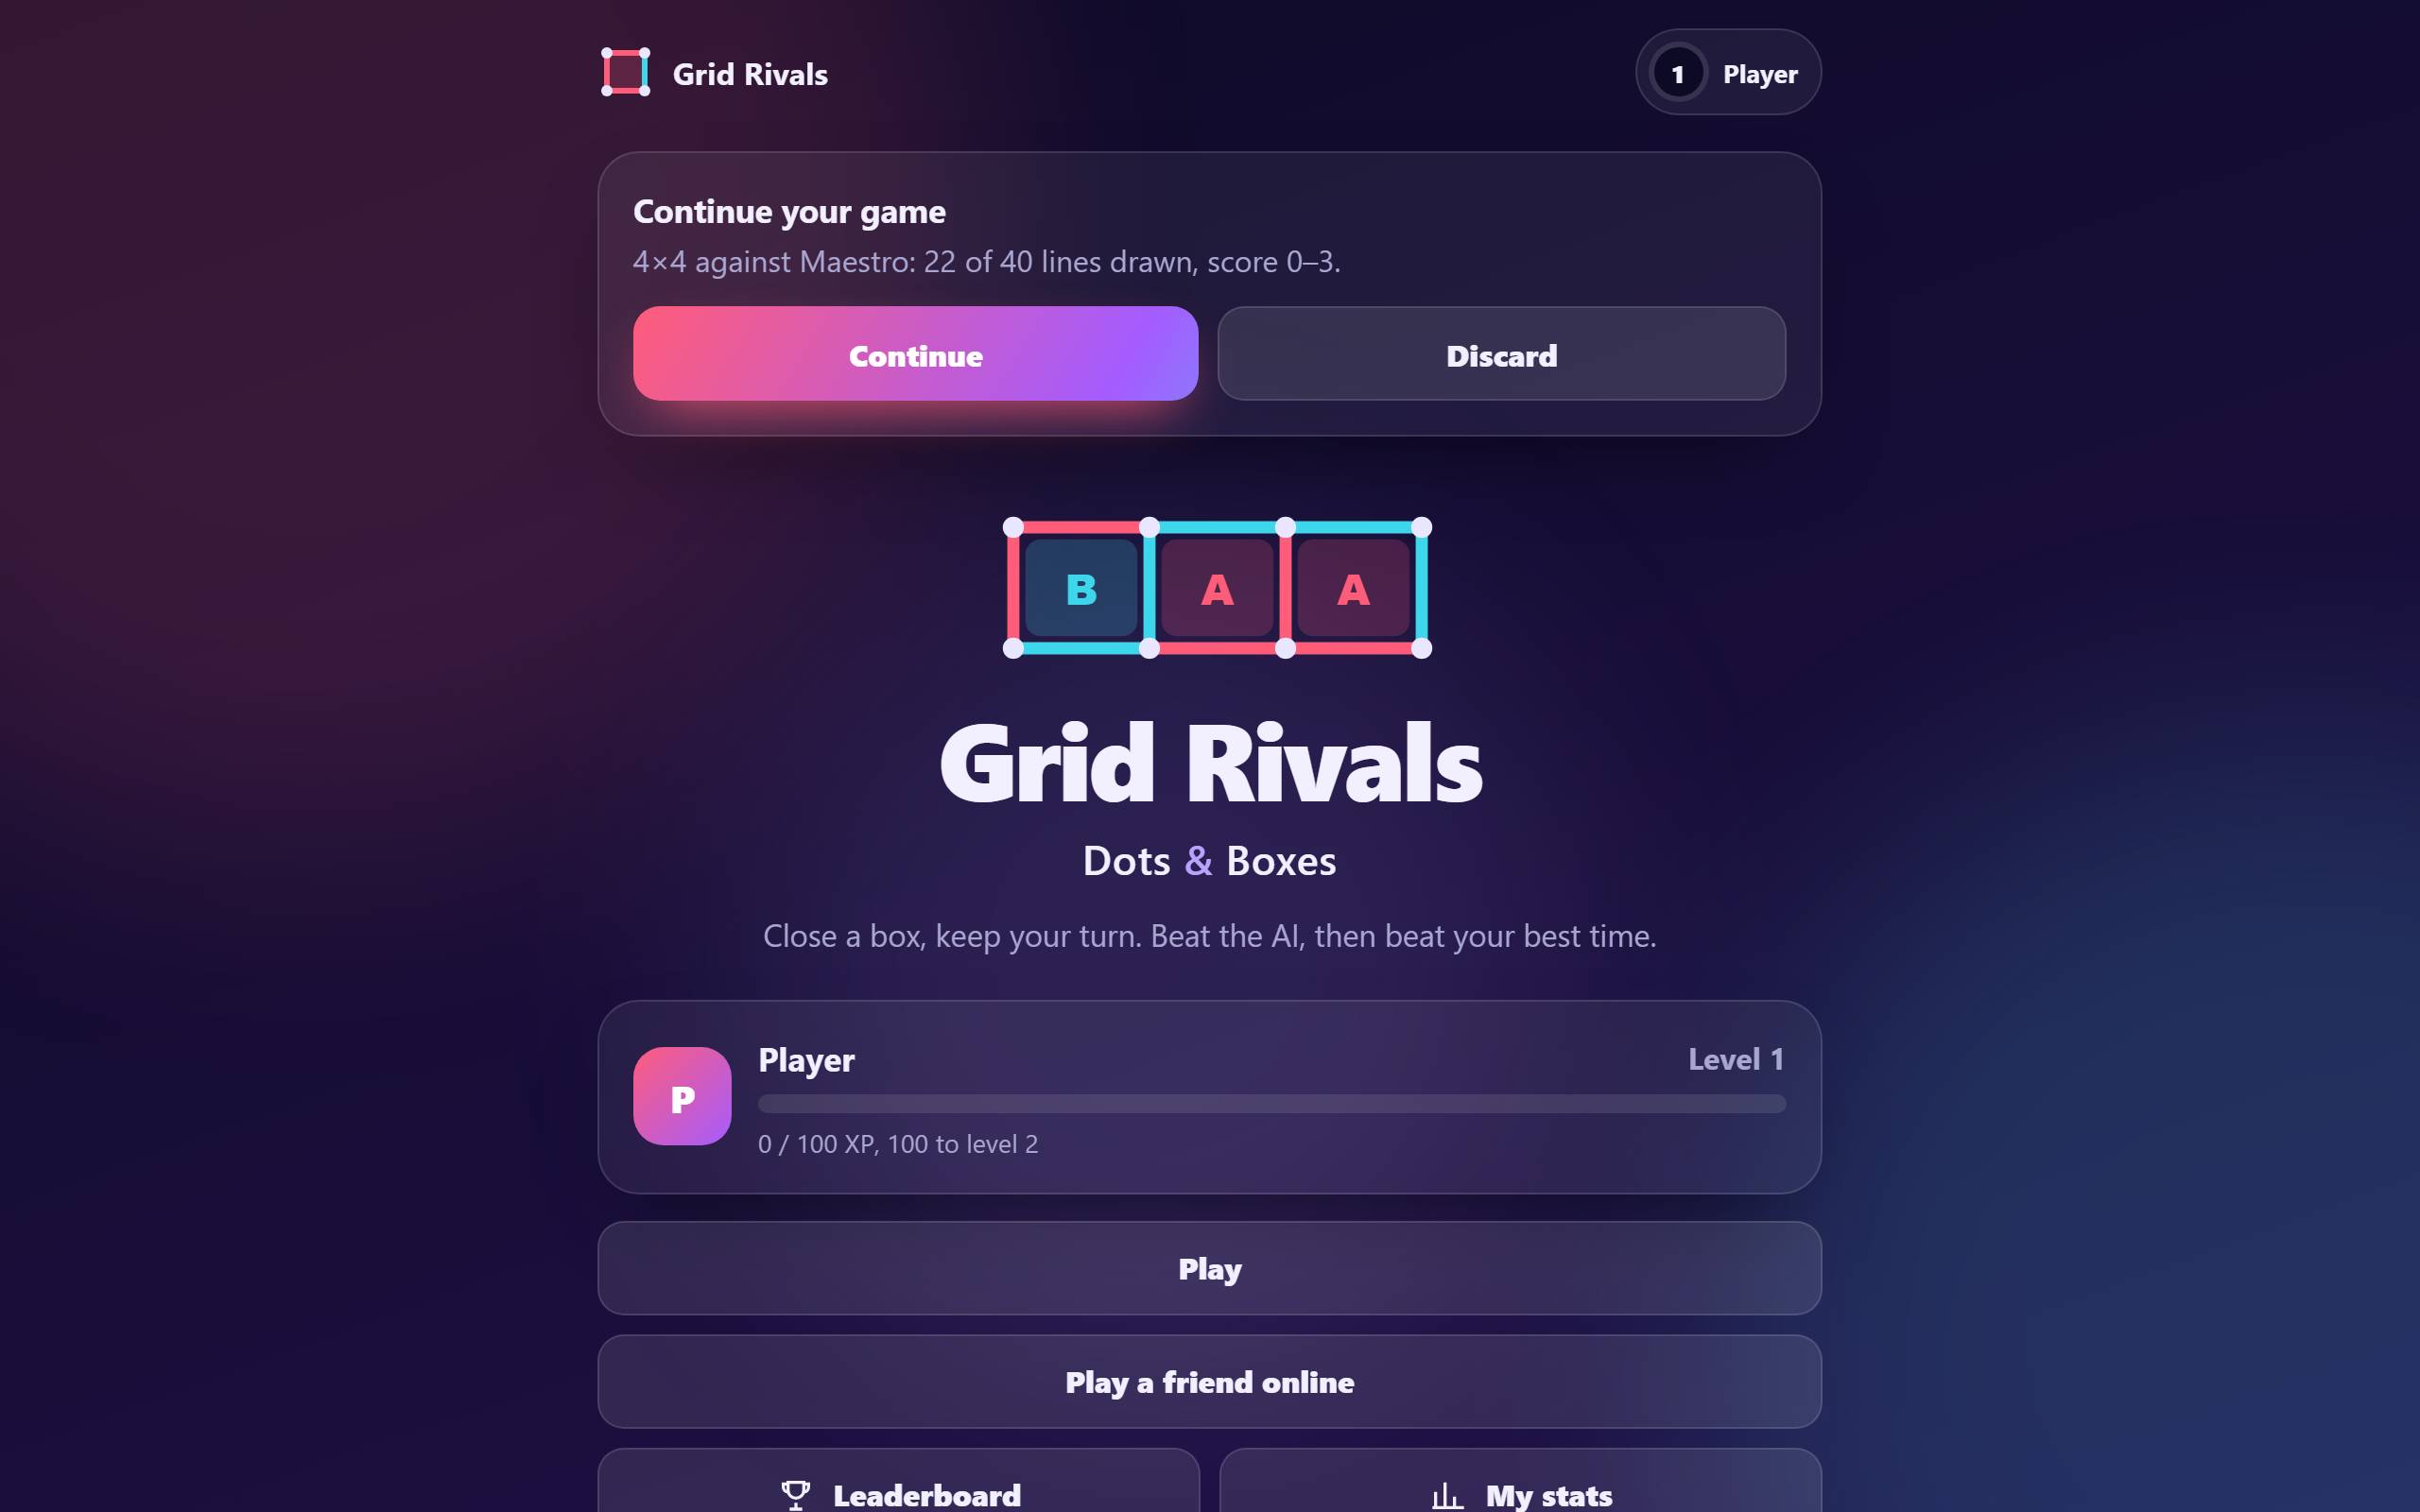 Grid Rivals
1 Player
Continue your game
4×4 against Maestro: 22 of 40 lines drawn, score 0–3.
Continue
Discard
B A A
Grid Rivals
Dots & Boxes
Close a box, keep your turn. Beat the AI, then beat your best time.
P
Player
Level 1
0 / 100 XP, 100 to level 2
Play
Play a friend online
Leaderboard
My stats